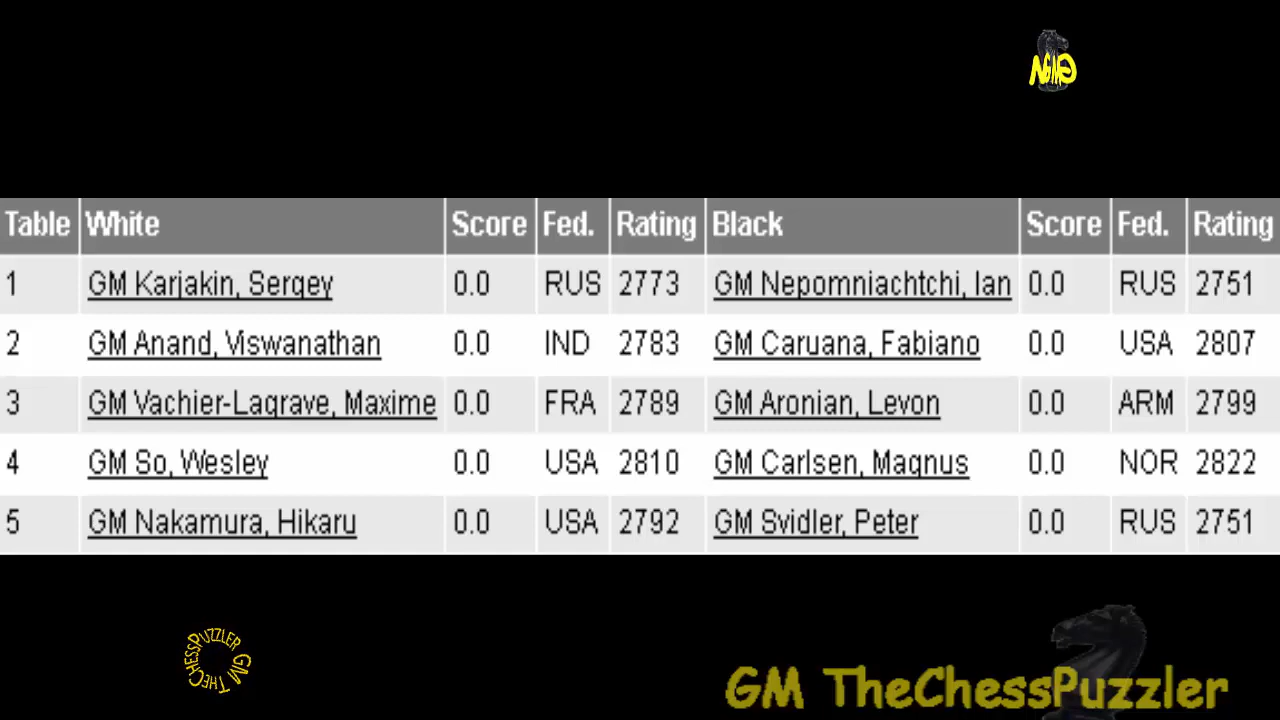 NGMG
Table White Score Fed. Rating Black Score Fed. Rating
1 GM Karjakin, Sergey 0.0 RUS 2773 GM Nepomniachtchi, Ian 0.0 RUS 2751
2 GM Anand, Viswanathan 0.0 IND 2783 GM Caruana, Fabiano 0.0 USA 2807
3 GM Vachier-Lagrave, Maxime 0.0 FRA 2789 GM Aronian, Levon 0.0 ARM 2799
4 GM So, Wesley 0.0 USA 2810 GM Carlsen, Magnus 0.0 NOR 2822
5 GM Nakamura, Hikaru 0.0 USA 2792 GM Svidler, Peter 0.0 RUS 2751
GM TheChessPuzzler
GM TheChessPuzzler